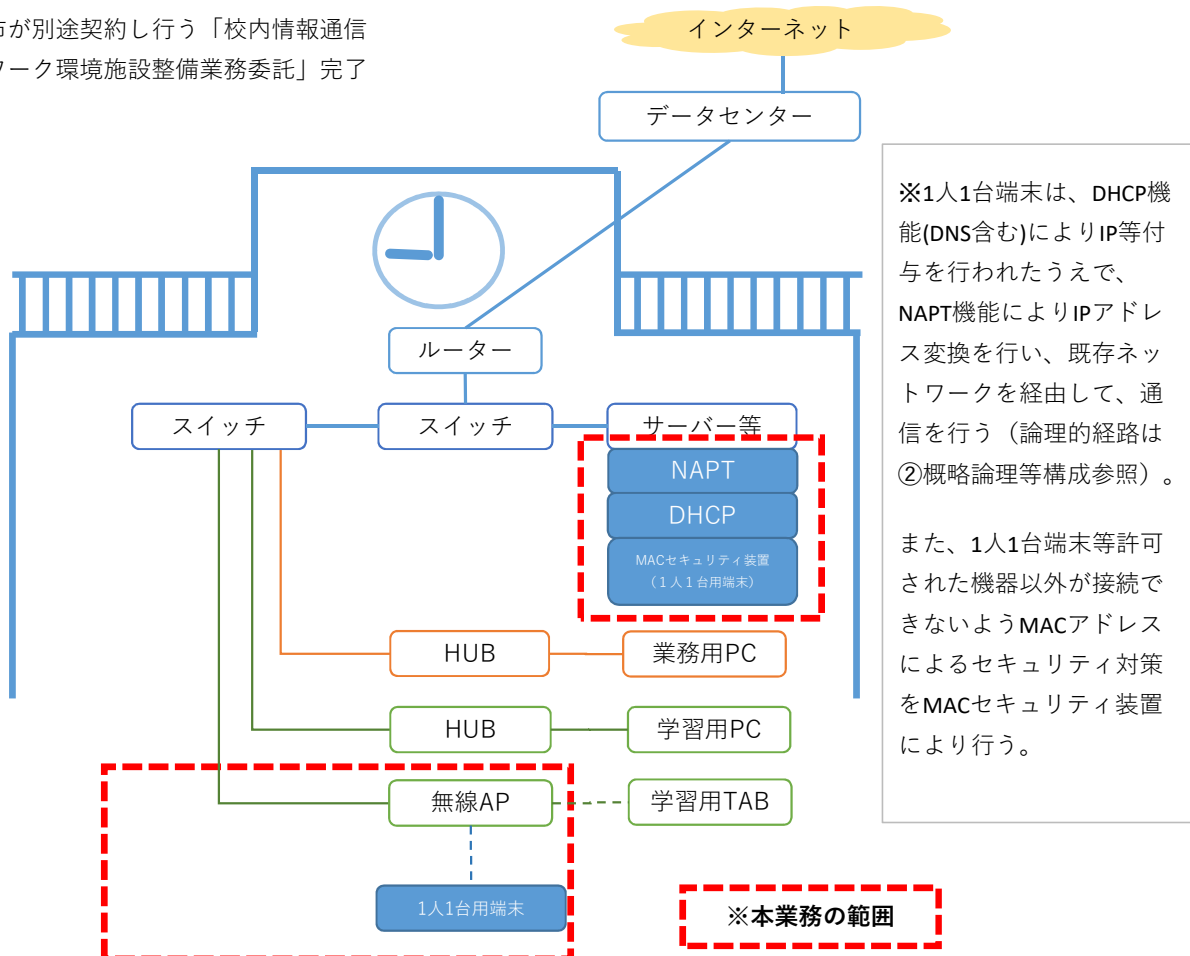 市が別途契約し行う「校内情報通信
ワーク環境施設整備業務委託」完了
インターネット
データセンター
ルーター
スイッチ
スイッチ
サーバー等
NAPT
DHCP
MACセキュリティ装置
（１人１台用端末）
HUB
業務用PC
HUB
学習用PC
無線AP
学習用TAB
1人1台用端末
※本業務の範囲
※1人1台端末は、DHCP機
能(DNS含む)によりIP等付
与を行われたうえで、
NAPT機能によりIPアドレ
ス変換を行い、既存ネッ
トワークを経由して、通
信を行う（論理的経路は
②概略論理等構成参照）。
また、1人1台端末等許可
された機器以外が接続で
きないようMACアドレス
によるセキュリティ対策
をMACセキュリティ装置
により行う。